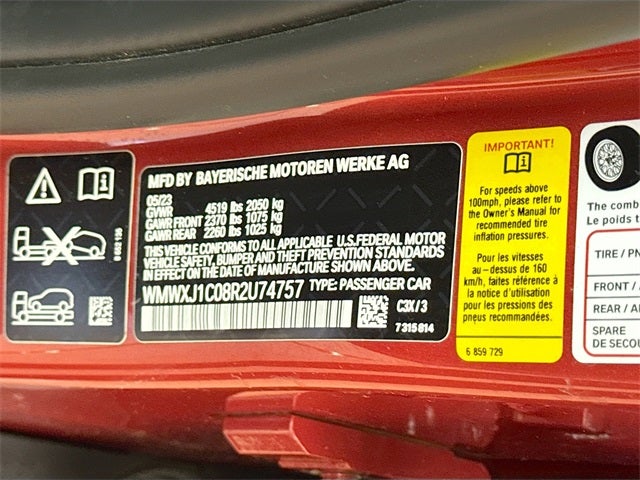 MFD BY BAYERISCHE MOTOREN WERKE AG
05/23
GVWR 4519 lbs 2050 kg
GAWR FRONT 2370 lbs 1075 kg
GAWR REAR 2260 lbs 1025 kg
THIS VEHICLE CONFORMS TO ALL APPLICABLE U.S.FEDERAL MOTOR
VEHICLE SAFETY, BUMPER, AND THEFT PREVENTION STANDARDS
IN EFFECT ON THE DATE OF MANUFACTURE SHOWN ABOVE.
WMWXJ1C08R2U74757 TYPE: PASSENGER CAR
C3X/3
7315814
IMPORTANT!
For speeds above
100mph, please refer to
the Owner's Manual for
recommended tire
inflation pressures.
Pour les vitesses
au-dessus de 160
km/h, faites référence à
la notice d'utilisation
pour les pressions des
pneus recommandées.
6 859 729
The comb
Le poids t
TIRE / PN
FRONT /
REAR / A
SPARE
DE SECOU